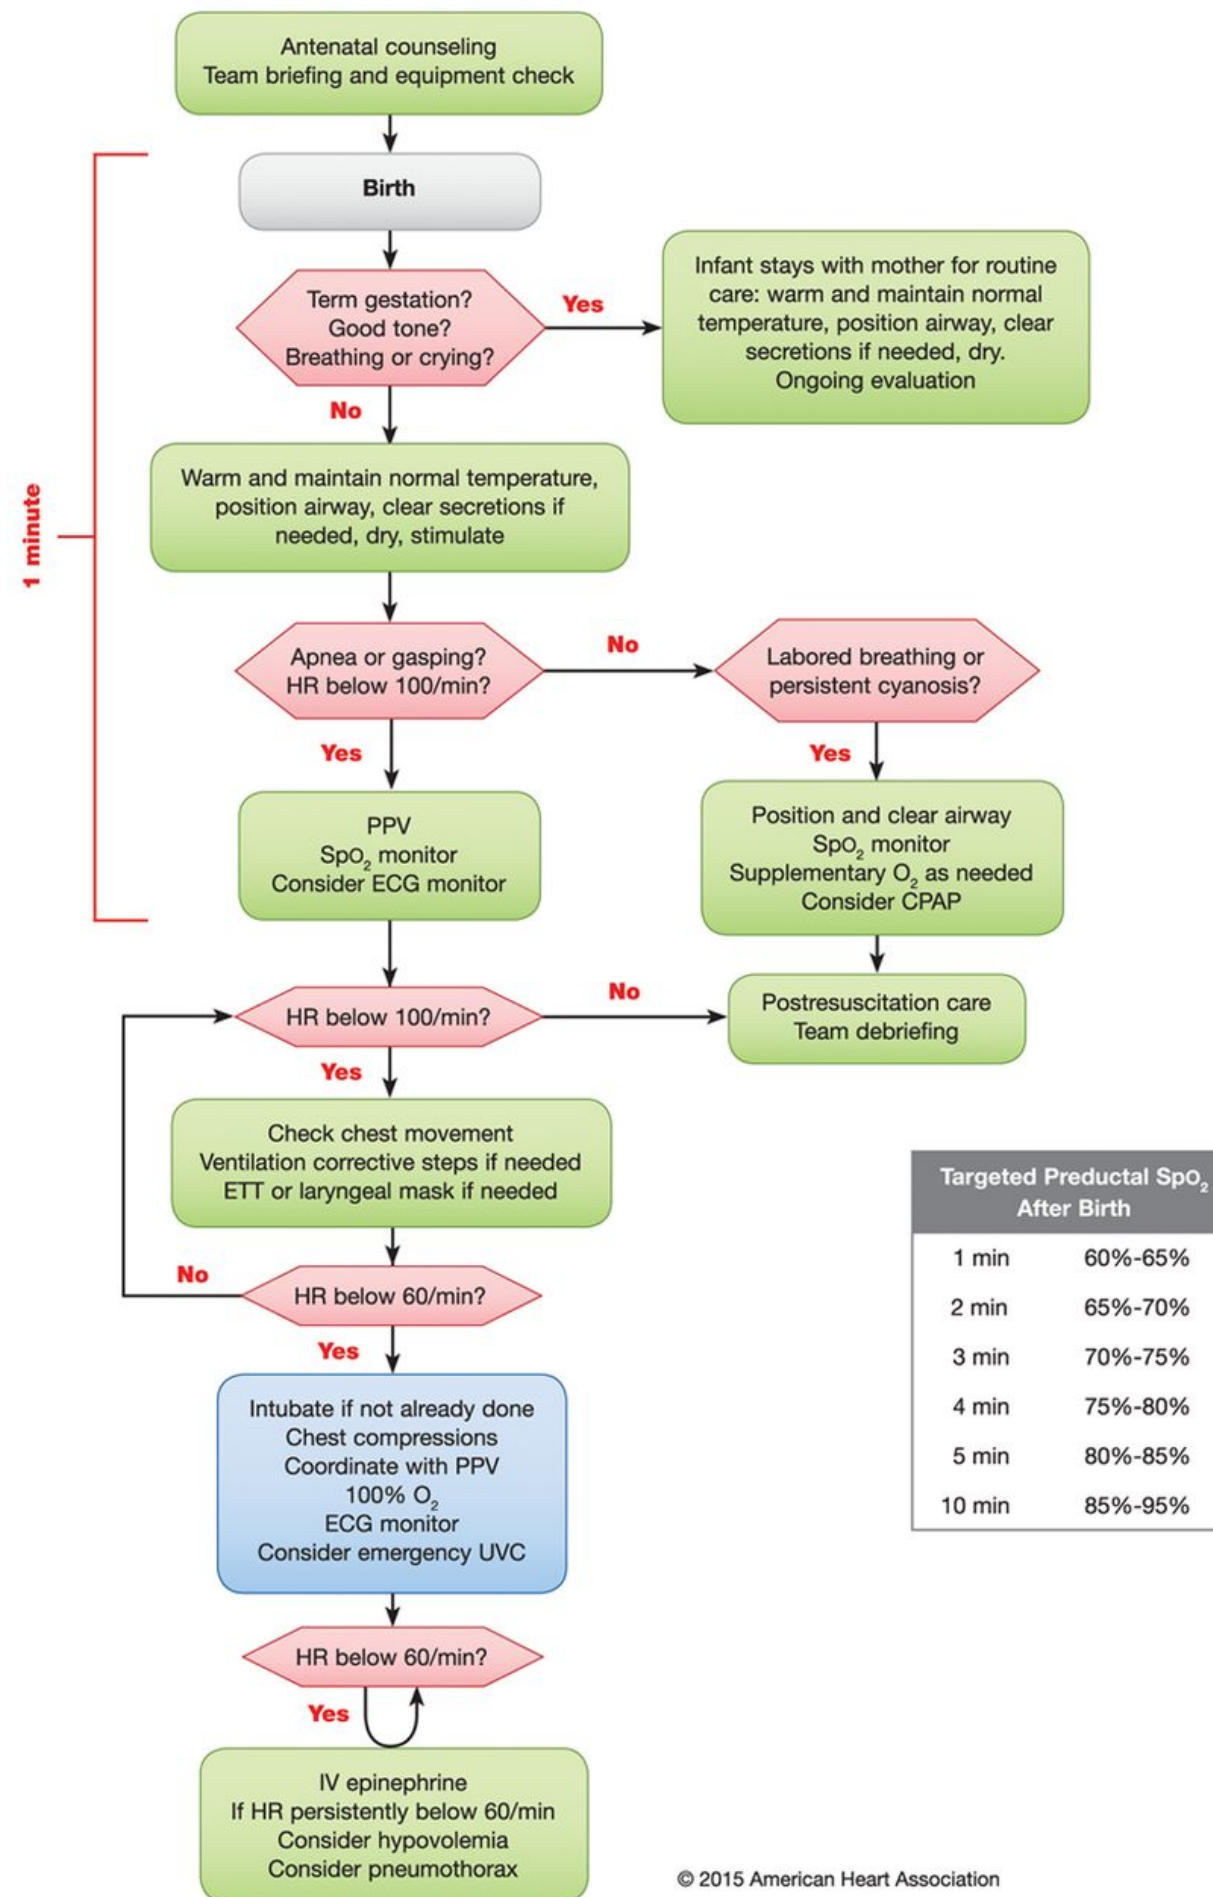 Antenatal counseling
Team briefing and equipment check
Birth
Term gestation?
Good tone?
Breathing or crying?
Yes
Infant stays with mother for routine
care: warm and maintain normal
temperature, position airway, clear
secretions if needed, dry.
Ongoing evaluation
No
1 minute
Warm and maintain normal temperature,
position airway, clear secretions if
needed, dry, stimulate
Apnea or gasping?
HR below 100/min?
No
Labored breathing or
persistent cyanosis?
Yes
Yes
PPV
SpO₂ monitor
Consider ECG monitor
Position and clear airway
SpO₂ monitor
Supplementary O₂ as needed
Consider CPAP
HR below 100/min?
No
Postresuscitation care
Team debriefing
Yes
Check chest movement
Ventilation corrective steps if needed
ETT or laryngeal mask if needed
No
HR below 60/min?
Yes
Intubate if not already done
Chest compressions
Coordinate with PPV
100% O₂
ECG monitor
Consider emergency UVC
HR below 60/min?
Yes
IV epinephrine
If HR persistently below 60/min
Consider hypovolemia
Consider pneumothorax
Targeted Preductal SpO₂
After Birth
1 min 60%-65%
2 min 65%-70%
3 min 70%-75%
4 min 75%-80%
5 min 80%-85%
10 min 85%-95%
© 2015 American Heart Association